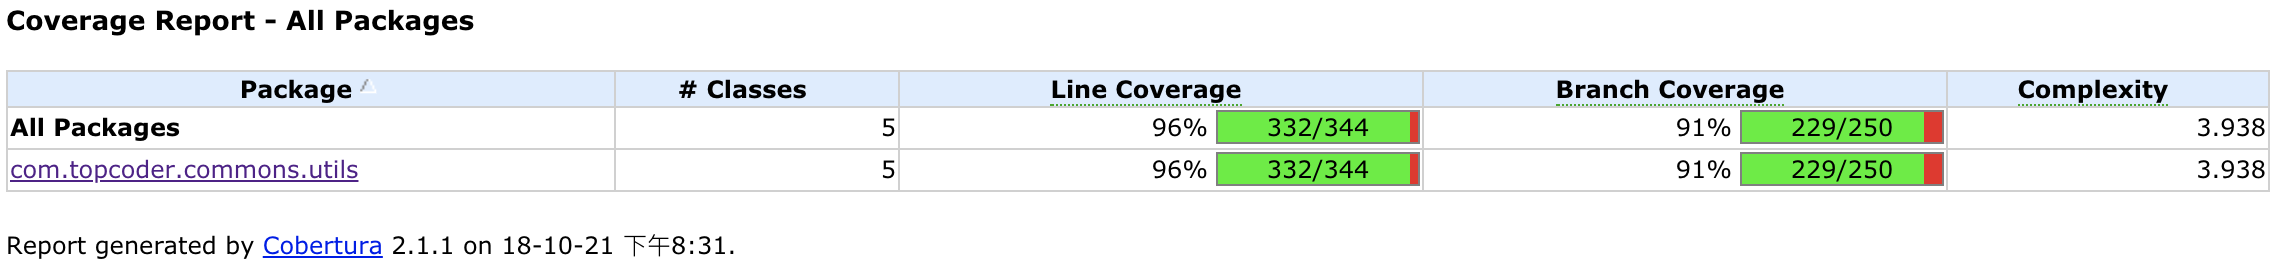 Coverage Report - All Packages
Package # Classes Line Coverage Branch Coverage Complexity
All Packages 5 96% 332/344 91% 229/250 3.938
com.topcoder.commons.utils 5 96% 332/344 91% 229/250 3.938
Report generated by Cobertura 2.1.1 on 18-10-21 下午8:31.